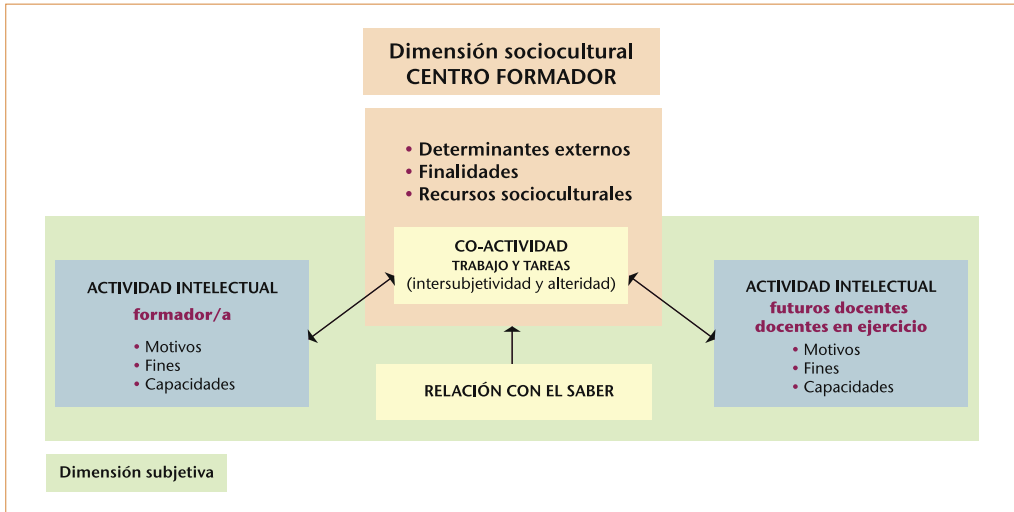 Dimensión sociocultural
CENTRO FORMADOR
• Determinantes externos
• Finalidades
• Recursos socioculturales
CO-ACTIVIDAD
TRABAJO Y TAREAS
(intersubjetividad y alteridad)
ACTIVIDAD INTELECTUAL
formador/a
• Motivos
• Fines
• Capacidades
ACTIVIDAD INTELECTUAL
futuros docentes
docentes en ejercicio
• Motivos
• Fines
• Capacidades
RELACIÓN CON EL SABER
Dimensión subjetiva